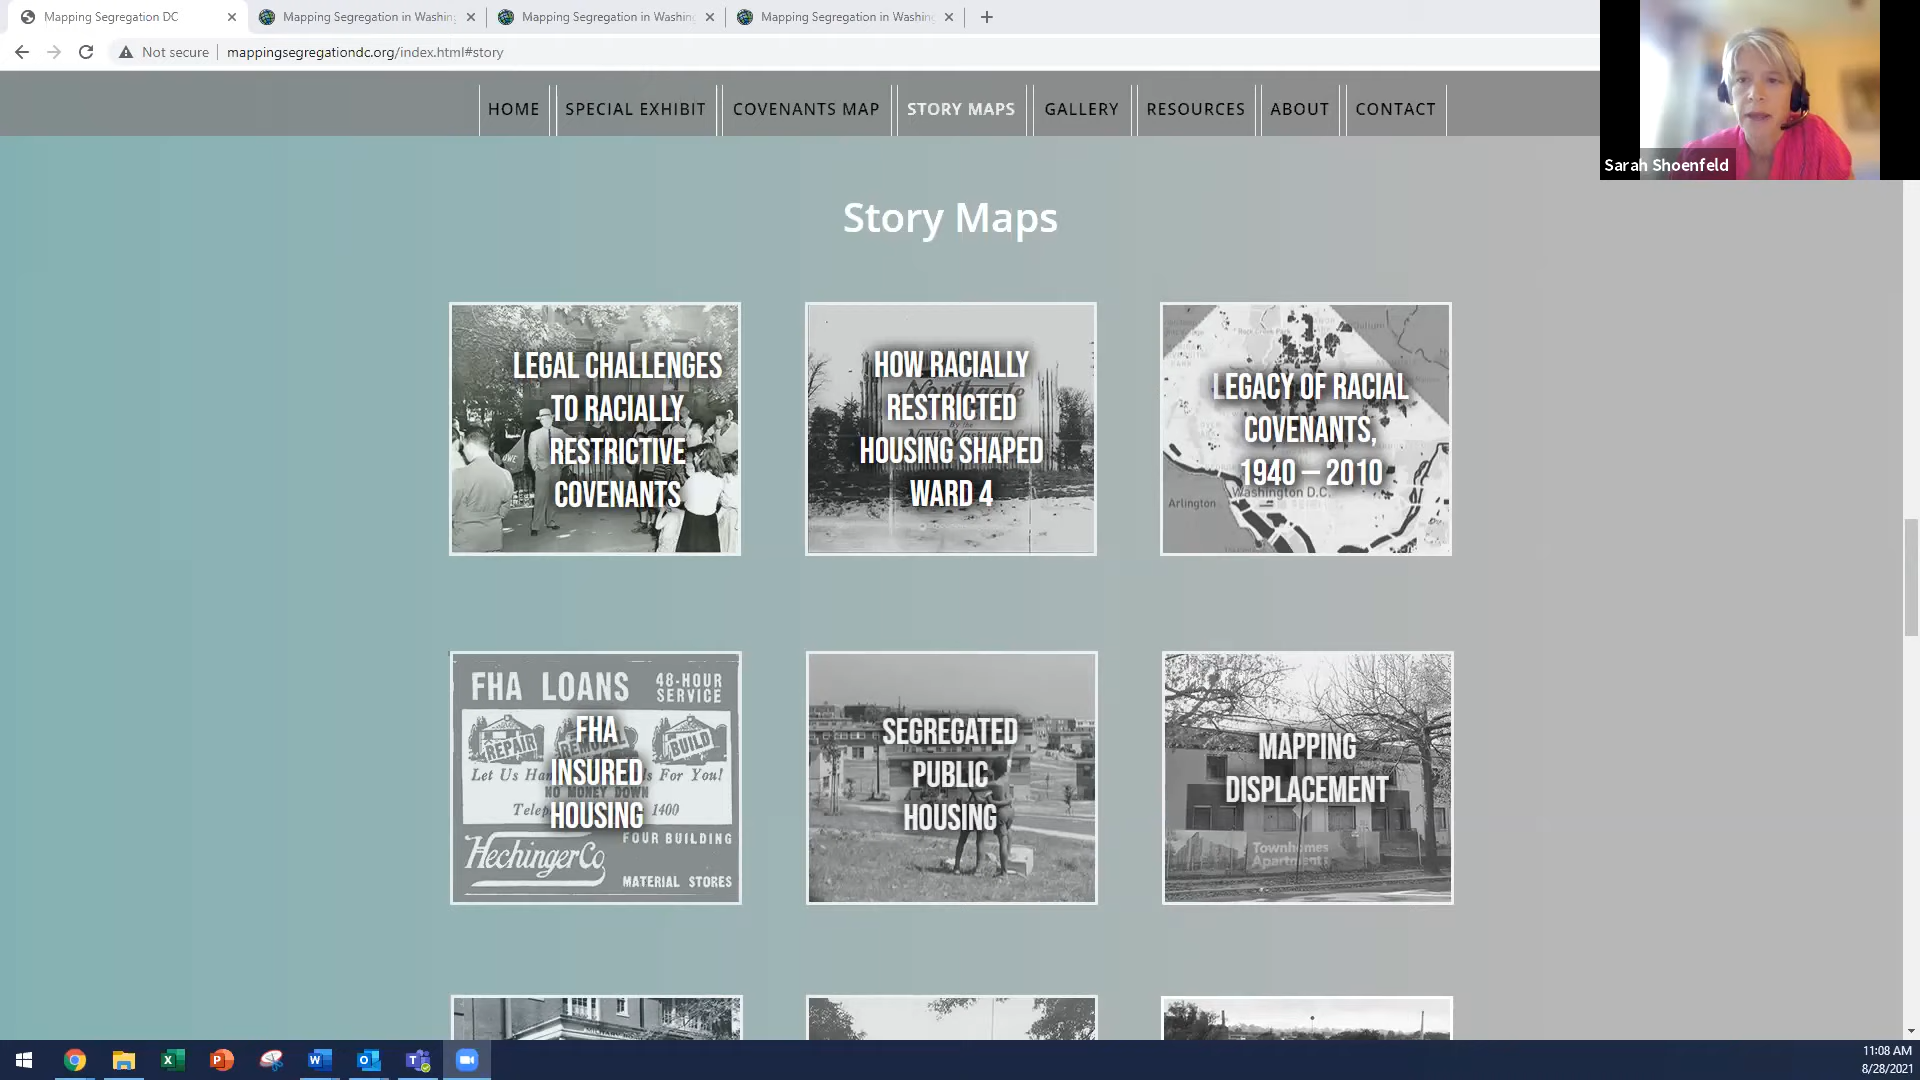 Mapping Segregation DC
Mapping Segregation in Washin
Mapping Segregation in Washin
Mapping Segregation in Washin
Not secure
mappingsegregationdc.org/index.html#story
HOME
SPECIAL EXHIBIT
COVENANTS MAP
STORY MAPS
GALLERY
RESOURCES
ABOUT
CONTACT
Sarah Shoenfeld
Story Maps
LEGAL CHALLENGES
TO RACIALLY
RESTRICTIVE
COVENANTS
HOW RACIALLY
Northgate
RESTRICTED
HOUSING SHAPED
WARD 4
LEGACY OF RACIAL
COVENANTS,
1940 – 2010
Washington D.C.
Arlington
FHA LOANS
48-HOUR
SERVICE
FHA
REPAIR
REMODEL
BUILD
INSURED
Let Us Han
s For You!
NO MONEY DOWN
HOUSING
1400
FOUR BUILDING
Hechinger Co
MATERIAL STORES
SEGREGATED
PUBLIC
HOUSING
MAPPING
DISPLACEMENT
Townhomes
Apartments
11:08 AM
8/28/2021